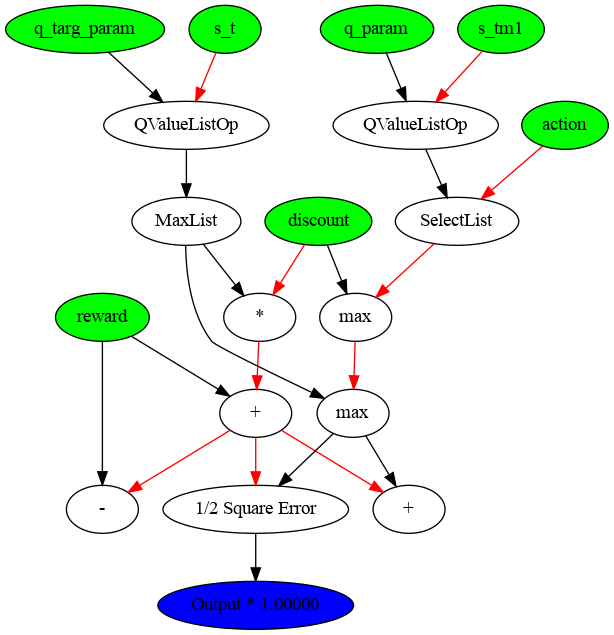 q_targ_param
s_t
q_param
s_tm1
QValueListOp
QValueListOp
action
MaxList
discount
SelectList
reward
*
max
+
max
-
1/2 Square Error
+
Output * 1.00000